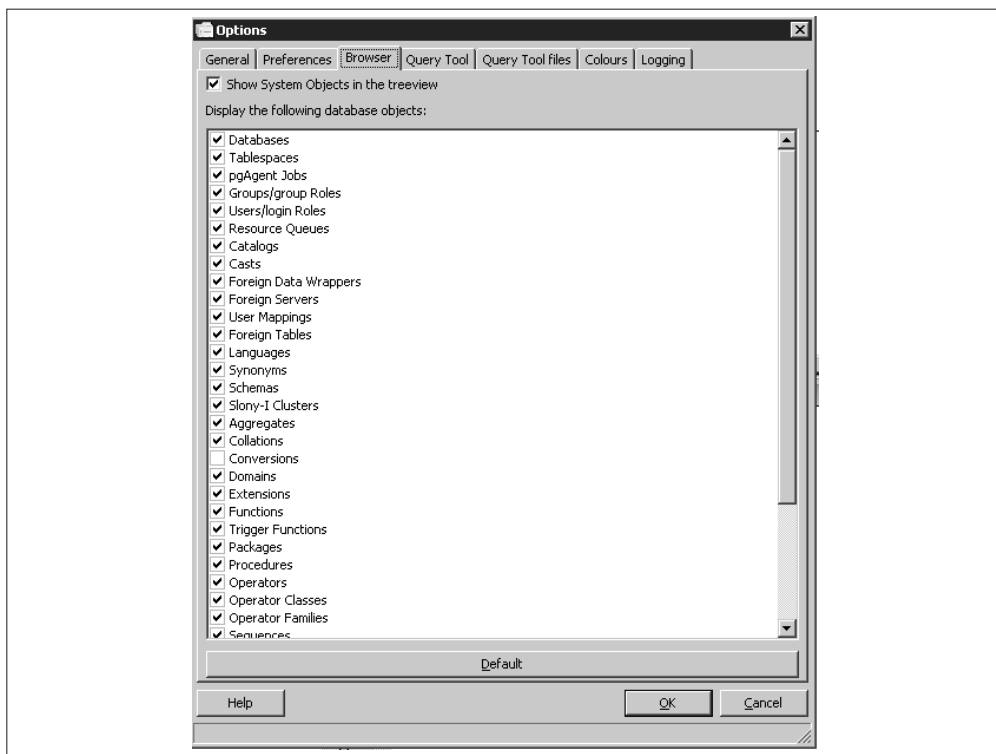 Options
General Preferences Browser Query Tool Query Tool files Colours Logging
Show System Objects in the treeview
Display the following database objects:
Databases
Tablespaces
pgAgent Jobs
Groups/group Roles
Users/login Roles
Resource Queues
Catalogs
Casts
Foreign Data Wrappers
Foreign Servers
User Mappings
Foreign Tables
Languages
Synonyms
Schemas
Slony-I Clusters
Aggregates
Collations
Conversions
Domains
Extensions
Functions
Trigger Functions
Packages
Procedures
Operators
Operator Classes
Operator Families
Sequences
Default
Help OK Cancel